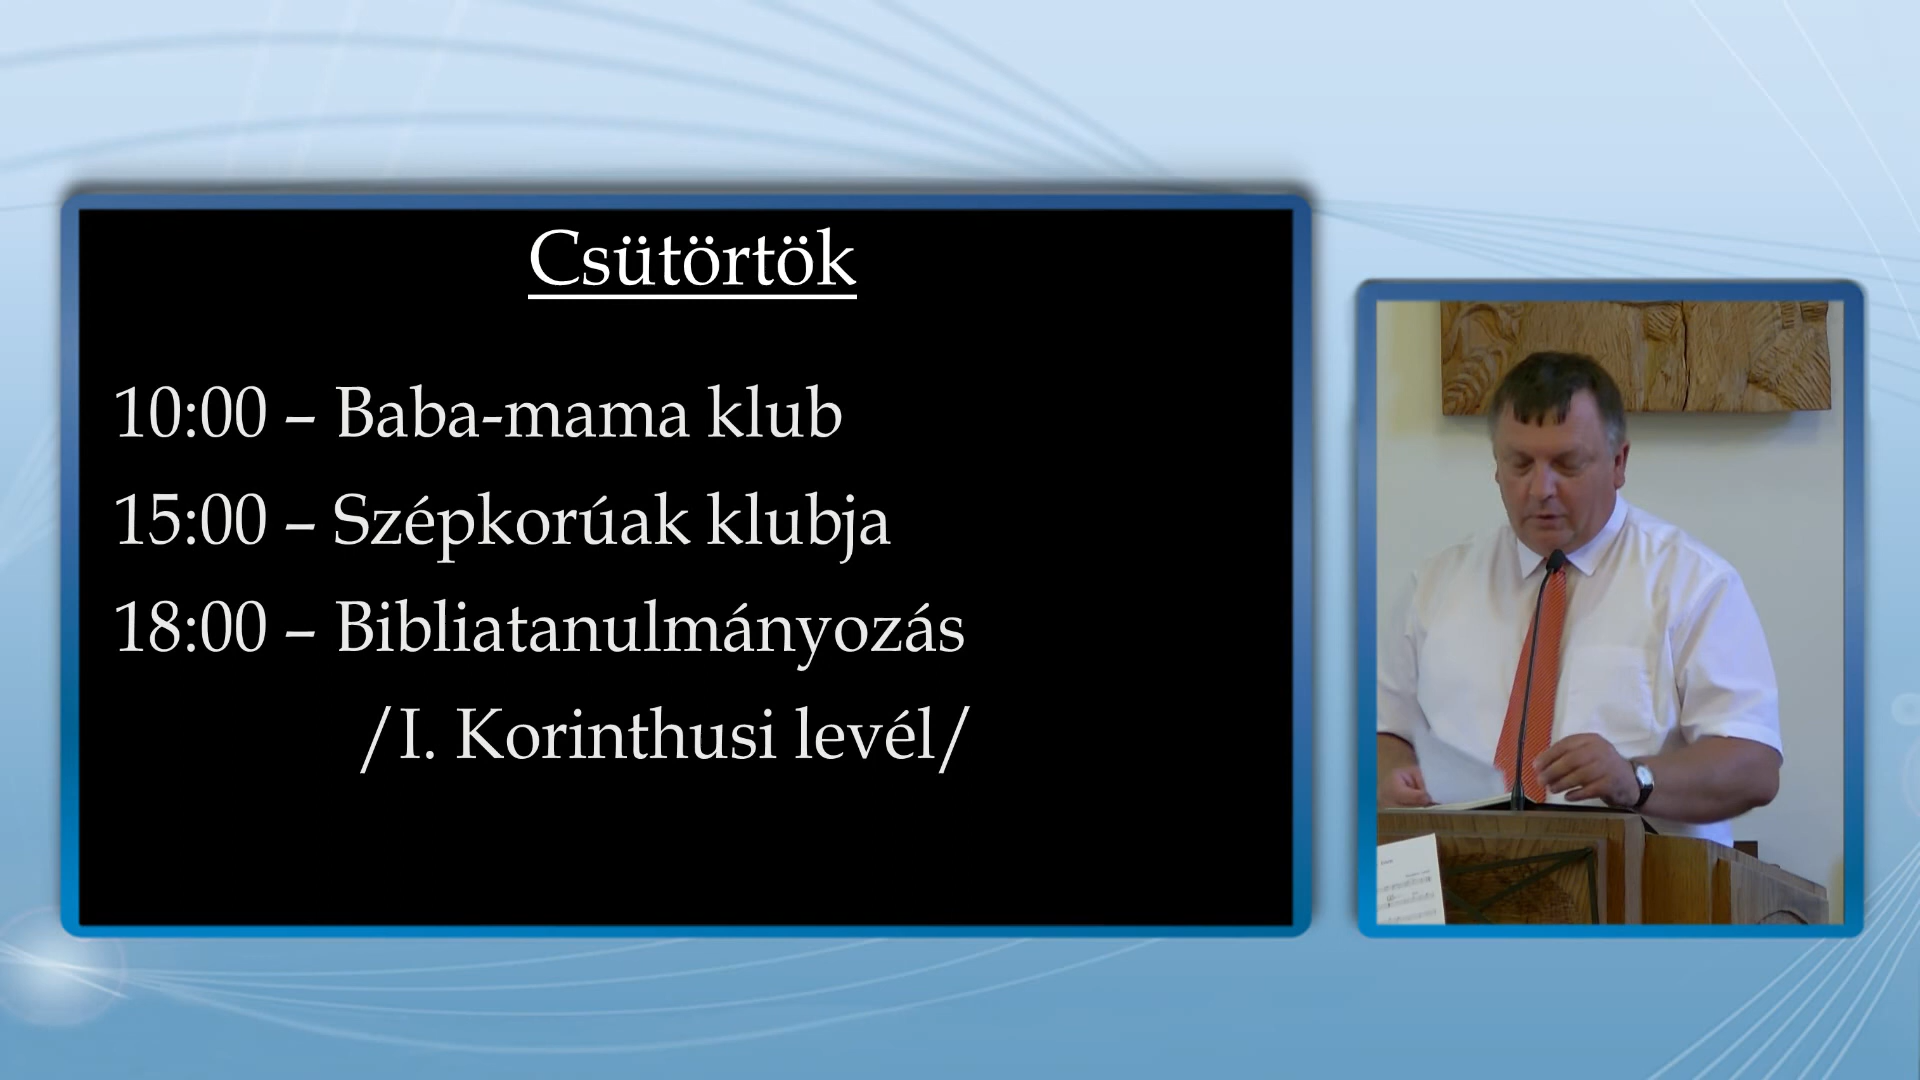 Csütörtök
10:00 – Baba-mama klub
15:00 – Szépkorúak klubja
18:00 – Bibliatanulmányozás
/I. Korinthusi levél/